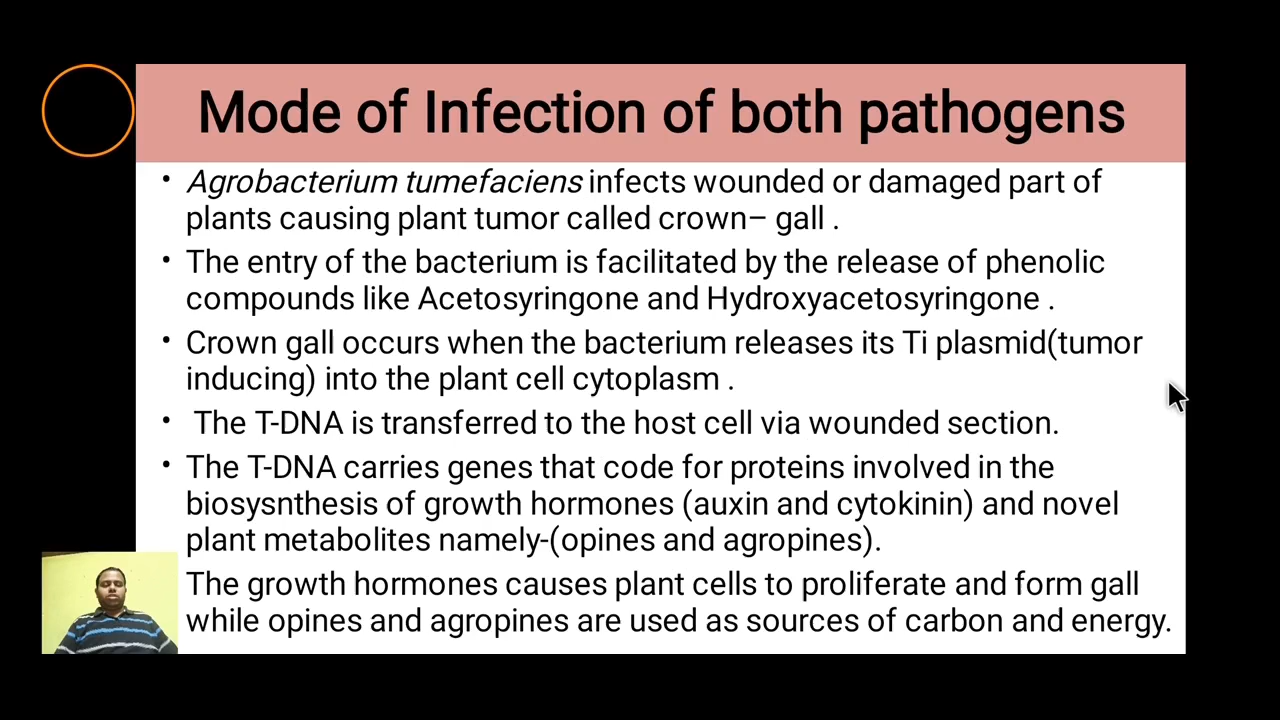 Mode of Infection of both pathogens
• Agrobacterium tumefaciens infects wounded or damaged part of
plants causing plant tumor called crown– gall .
• The entry of the bacterium is facilitated by the release of phenolic
compounds like Acetosyringone and Hydroxyacetosyringone .
• Crown gall occurs when the bacterium releases its Ti plasmid(tumor
inducing) into the plant cell cytoplasm .
• The T-DNA is transferred to the host cell via wounded section.
• The T-DNA carries genes that code for proteins involved in the
biosysnthesis of growth hormones (auxin and cytokinin) and novel
plant metabolites namely-(opines and agropines).
The growth hormones causes plant cells to proliferate and form gall
while opines and agropines are used as sources of carbon and energy.